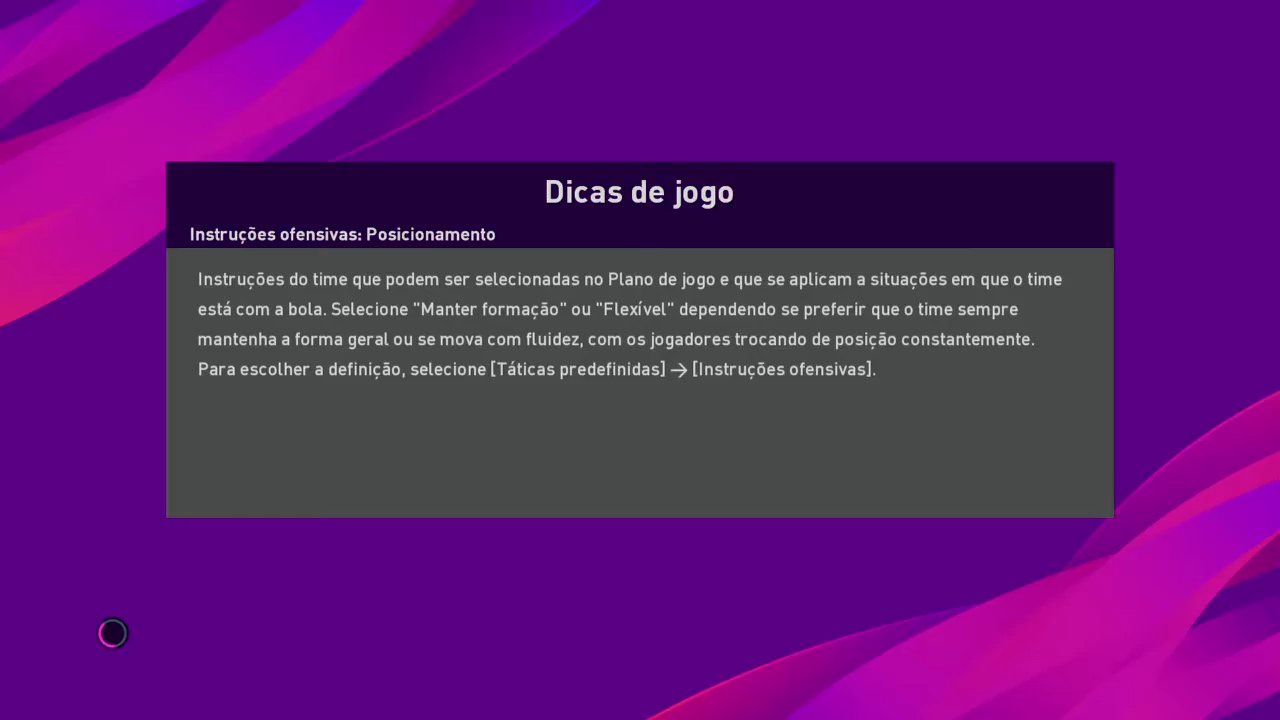 Dicas de jogo
Instruções ofensivas: Posicionamento
Instruções do time que podem ser selecionadas no Plano de jogo e que se aplicam a situações em que o time
está com a bola. Selecione "Manter formação" ou "Flexível" dependendo se preferir que o time sempre
mantenha a forma geral ou se mova com fluidez, com os jogadores trocando de posição constantemente.
Para escolher a definição, selecione [Táticas predefinidas] → [Instruções ofensivas].